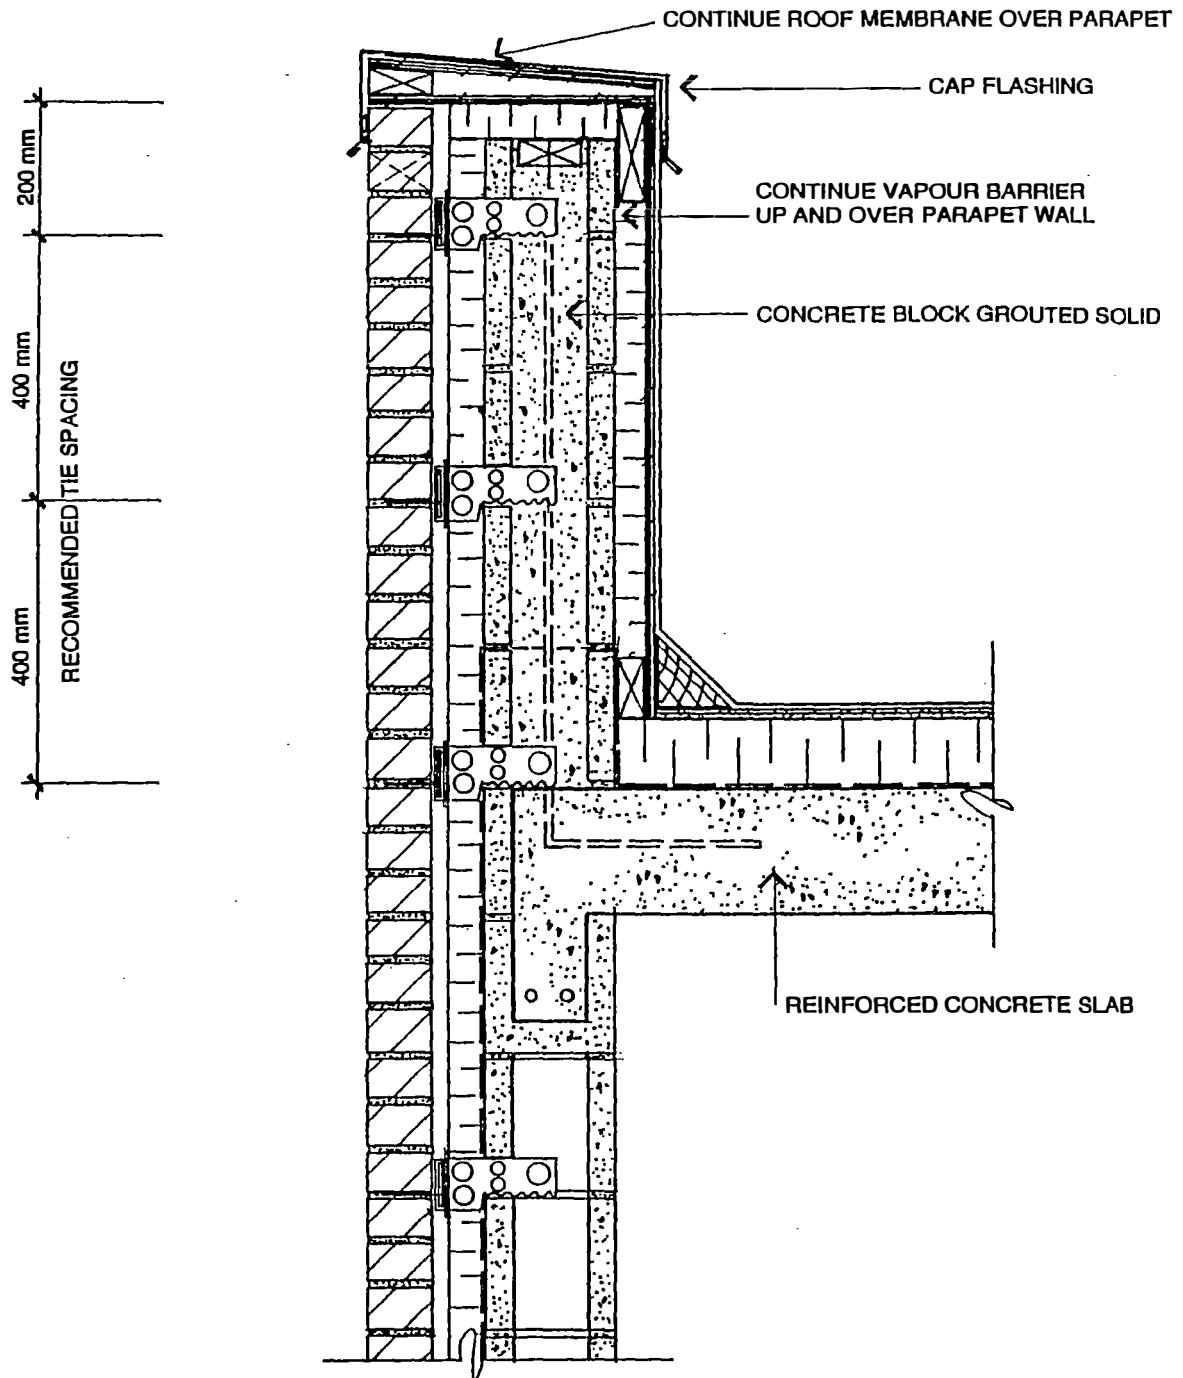 CONTINUE ROOF MEMBRANE OVER PARAPET
CAP FLASHING
CONTINUE VAPOUR BARRIER
UP AND OVER PARAPET WALL
CONCRETE BLOCK GROUTED SOLID
200 mm
400 mm
400 mm
RECOMMENDED TIE SPACING
REINFORCED CONCRETE SLAB